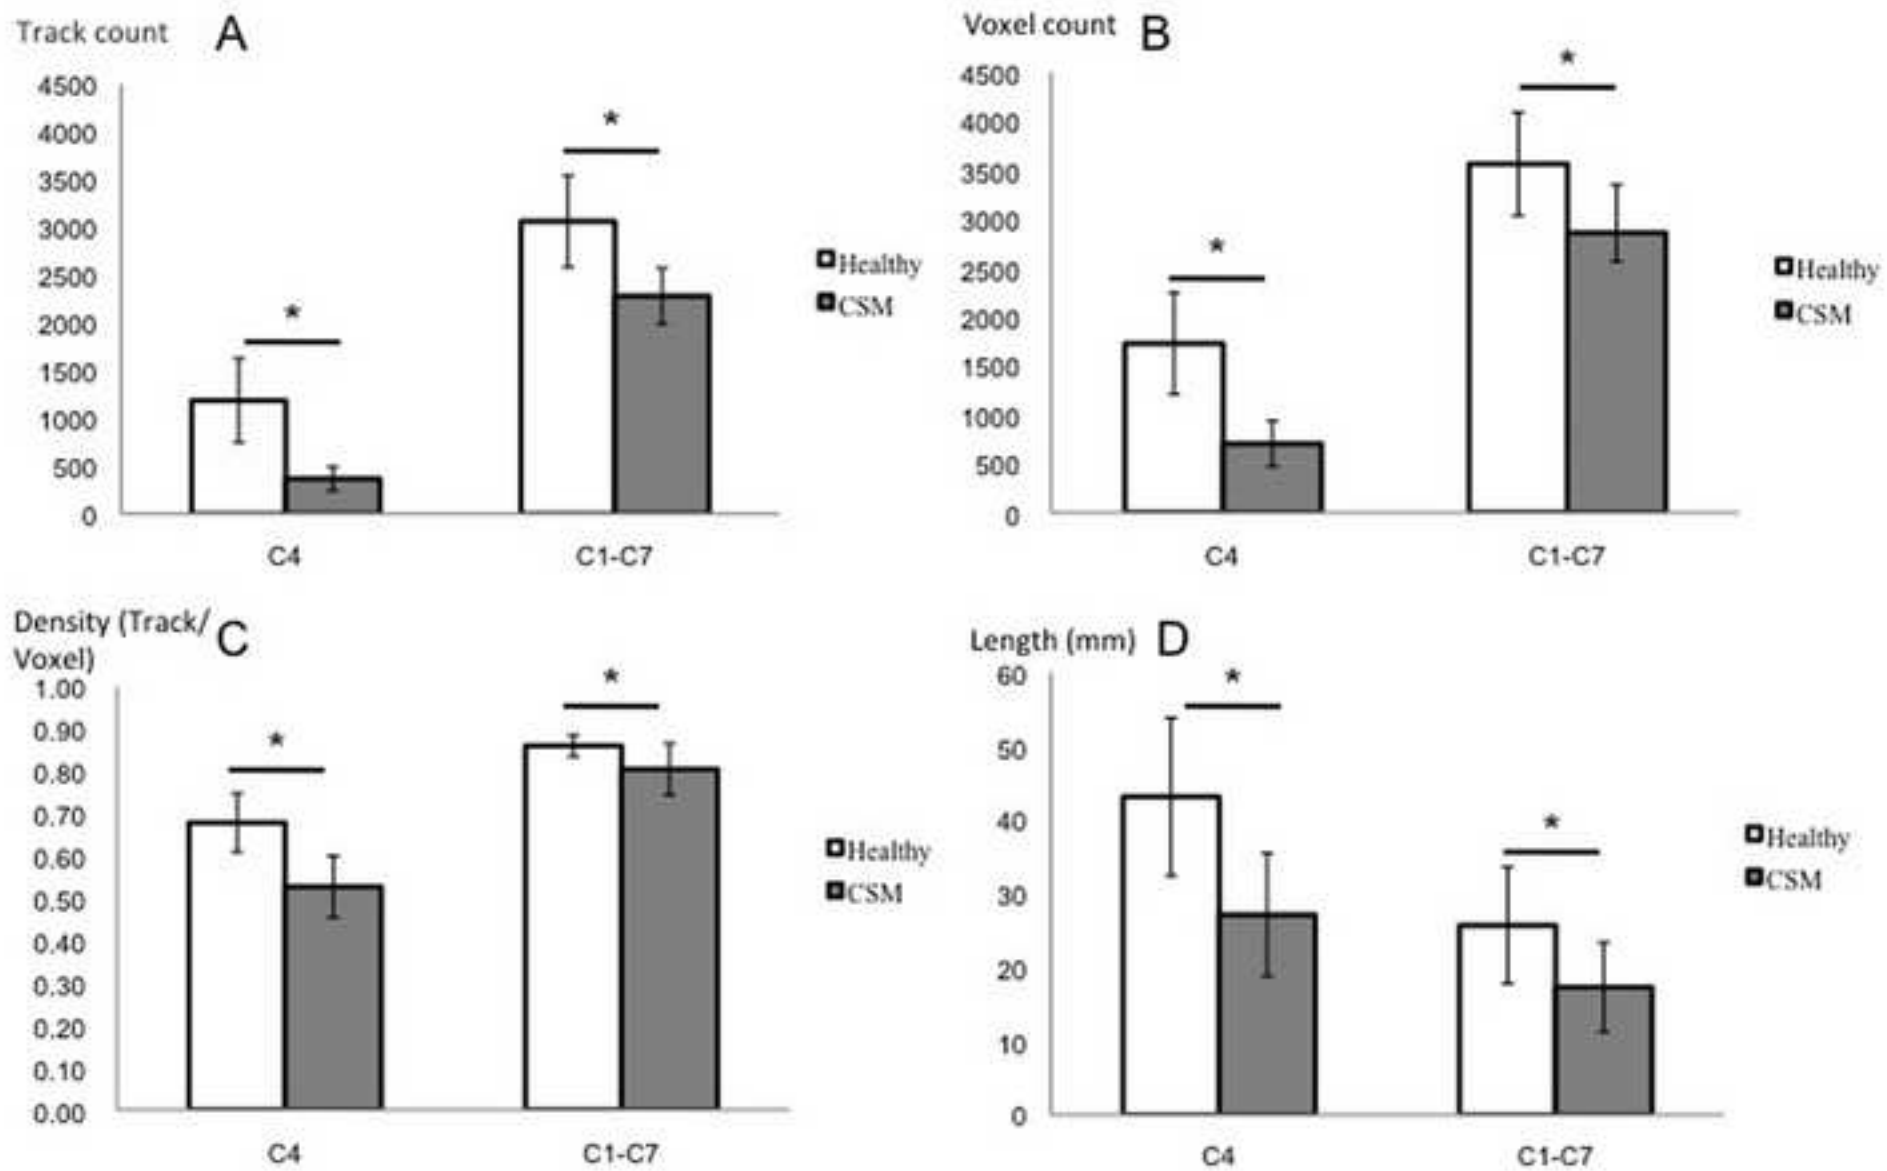 Track count A
4500
4000
3500
3000
2500
2000
1500
1000
500
0
*
*
C4 C1-C7
Healthy
CSM
Voxel count B
4500
4000
3500
3000
2500
2000
1500
1000
500
0
*
*
C4 C1-C7
Healthy
CSM
Density (Track/ C
Voxel)
1.00
0.90
0.80
0.70
0.60
0.50
0.40
0.30
0.20
0.10
0.00
*
*
C4 C1-C7
Healthy
CSM
Length (mm) D
60
50
40
30
20
10
0
*
*
C4 C1-C7
Healthy
CSM